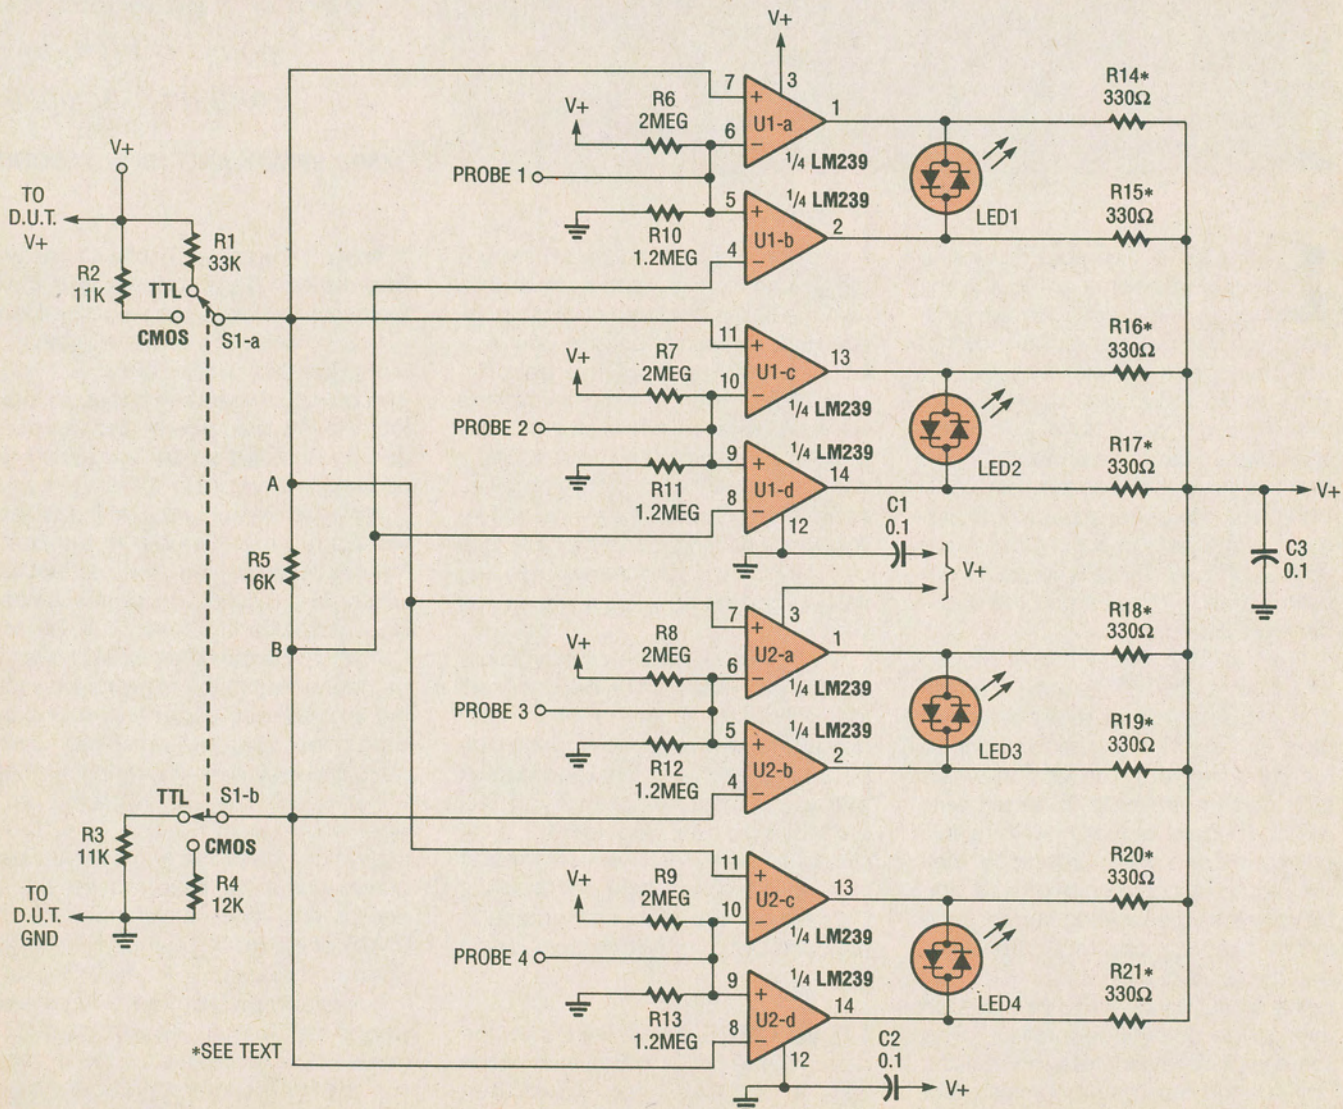 V+
TO
D.U.T.
V+
R1
33K
R2
11K
TTL
CMOS
S1-a
A
R5
16K
B
TTL
S1-b
R3
11K
CMOS
R4
12K
TO
D.U.T.
GND
*SEE TEXT
V+
3
V+
R6
2MEG
PROBE 1
R10
1.2MEG
7
+
6
−
U1-a
1
1/4 LM239
1/4 LM239
5
+
4
−
U1-b
2
LED1
R14*
330Ω
R15*
330Ω
V+
R7
2MEG
PROBE 2
R11
1.2MEG
11
+
10
−
U1-c
13
1/4 LM239
1/4 LM239
9
+
8
−
U1-d
14
12
LED2
R16*
330Ω
R17*
330Ω
C1
0.1
V+
V+
C3
0.1
V+
R8
2MEG
PROBE 3
R12
1.2MEG
3
7
+
6
−
U2-a
1
1/4 LM239
1/4 LM239
5
+
4
−
U2-b
2
LED3
R18*
330Ω
R19*
330Ω
V+
R9
2MEG
PROBE 4
R13
1.2MEG
11
+
10
−
U2-c
13
1/4 LM239
1/4 LM239
9
+
8
−
U2-d
14
12
LED4
R20*
330Ω
R21*
330Ω
C2
0.1
V+